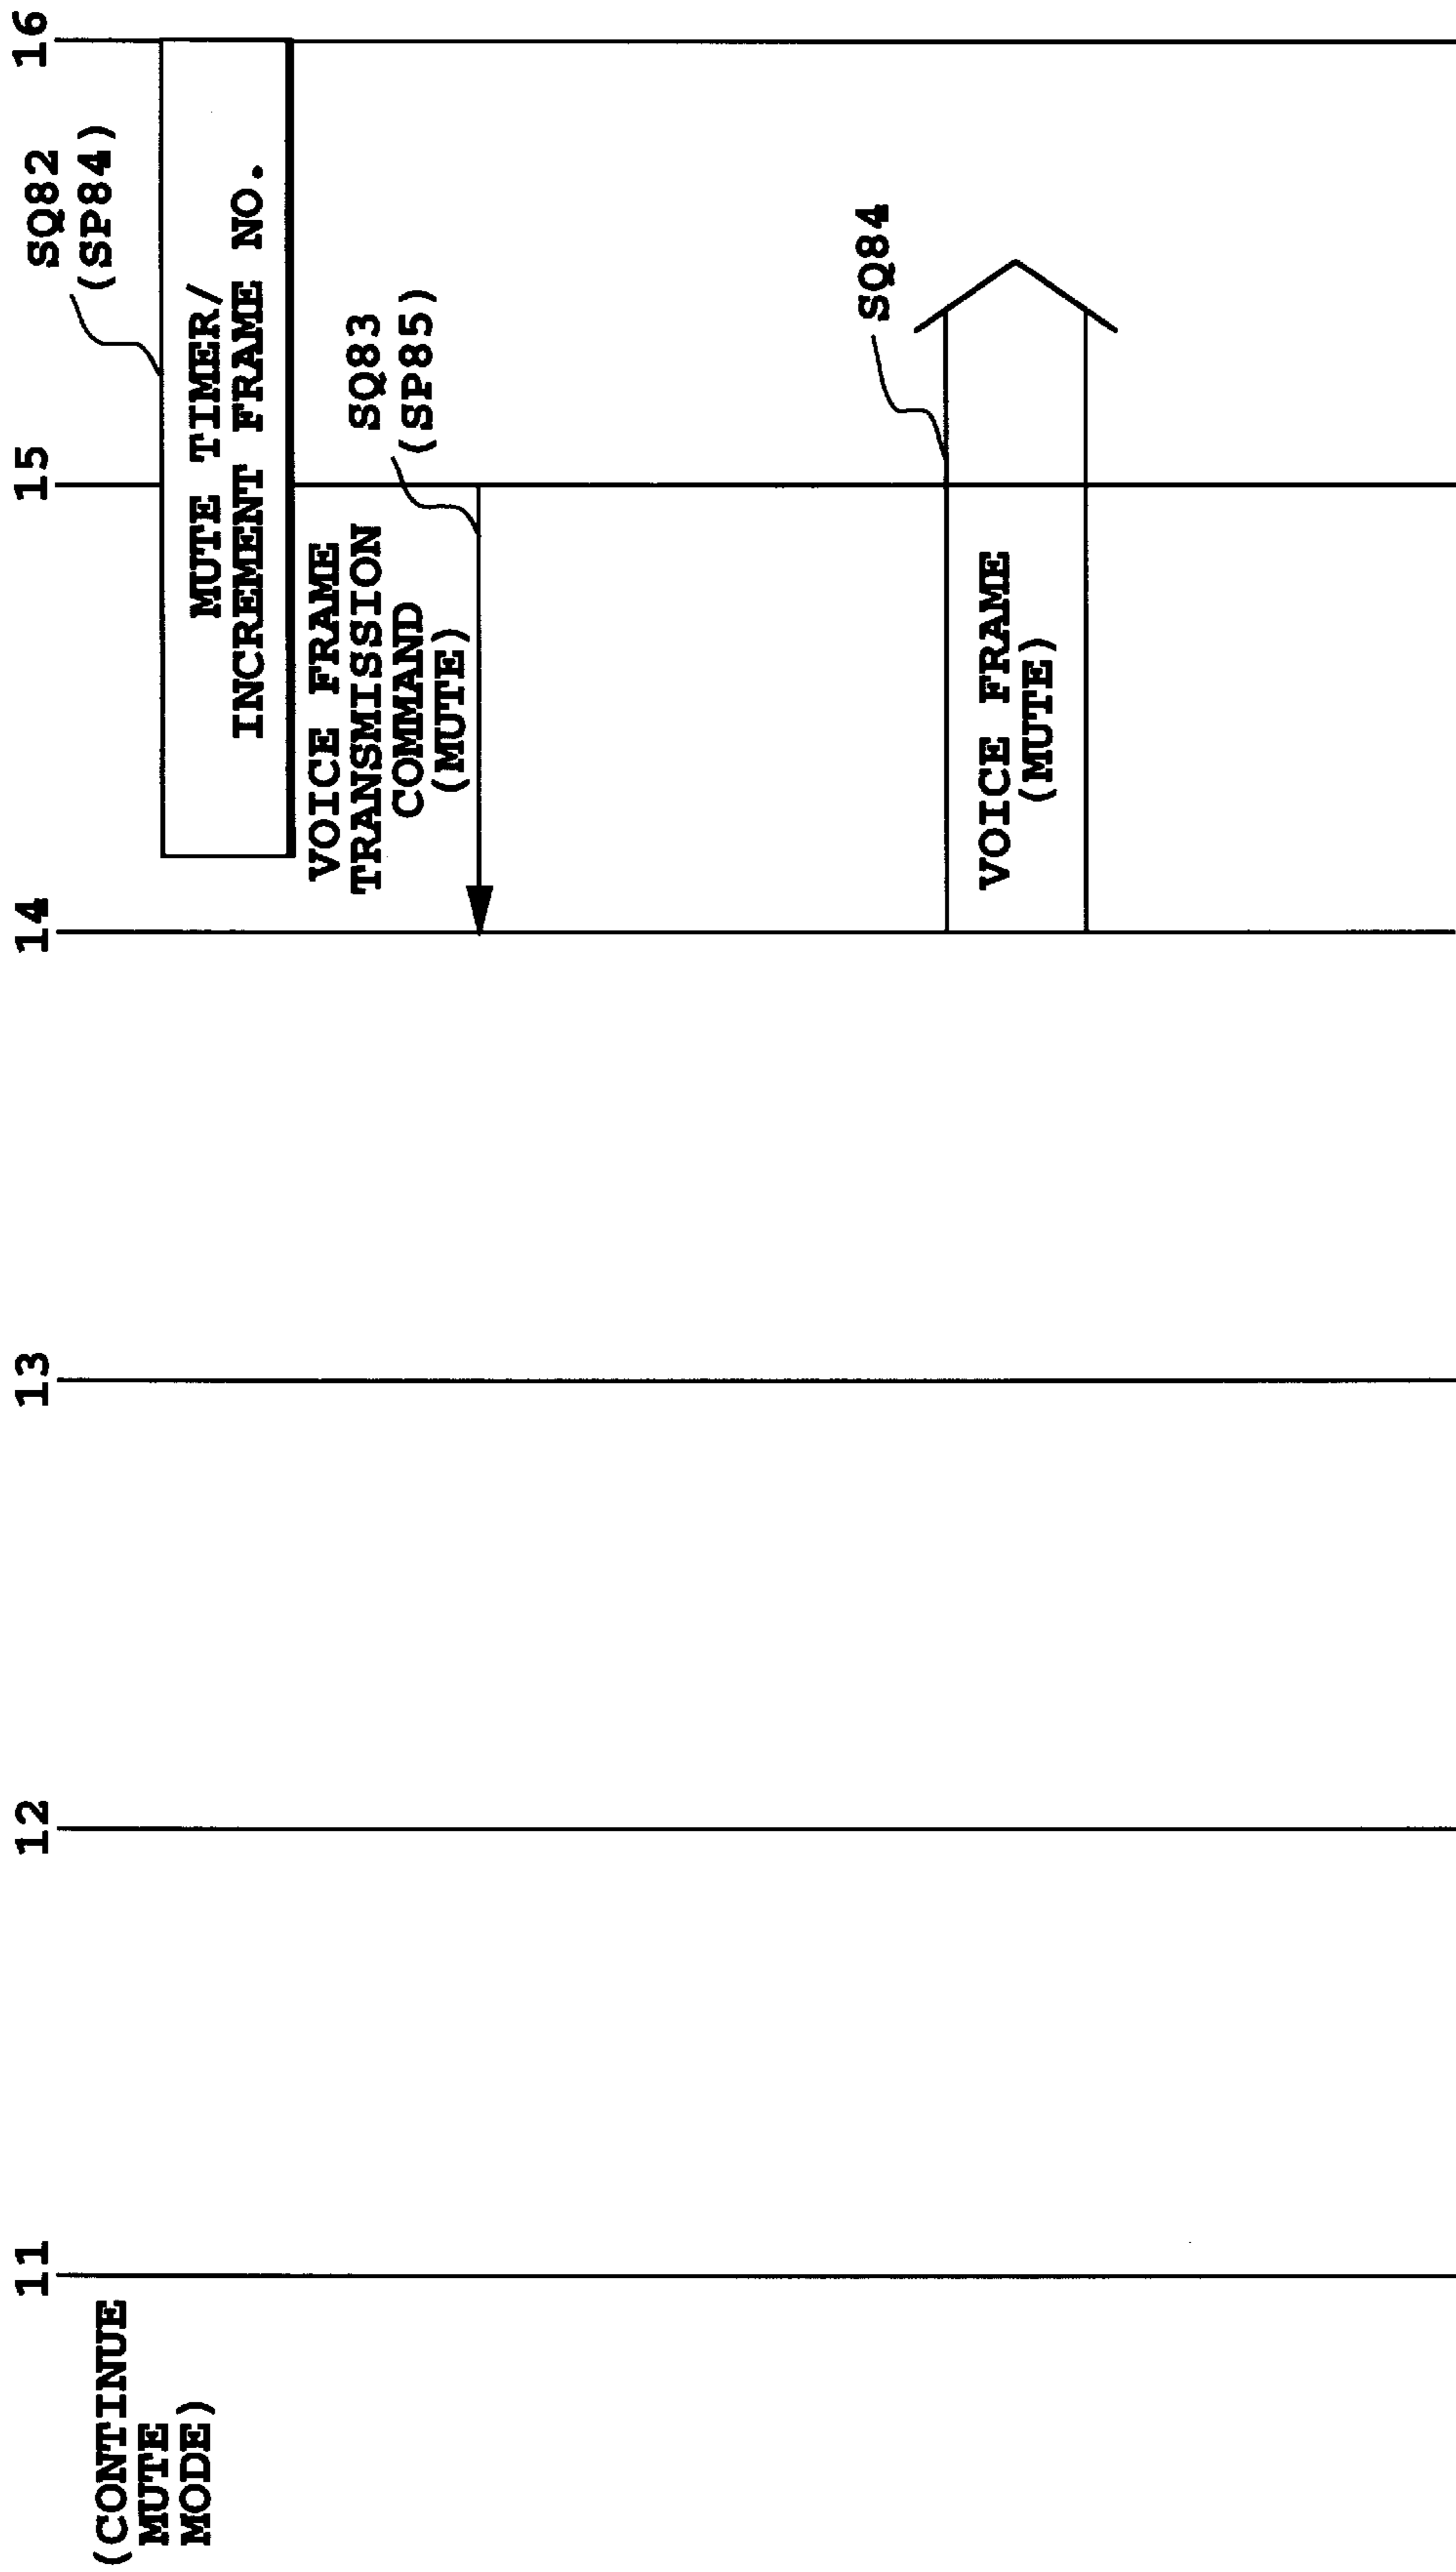 11
12
13
14
15
16
(CONTINUE
MUTE
MODE)
SQ82
(SP84)
MUTE TIMER/
INCREMENT FRAME NO.
VOICE FRAME
TRANSMISSION
COMMAND
(MUTE)
SQ83
(SP85)
SQ84
VOICE FRAME
(MUTE)